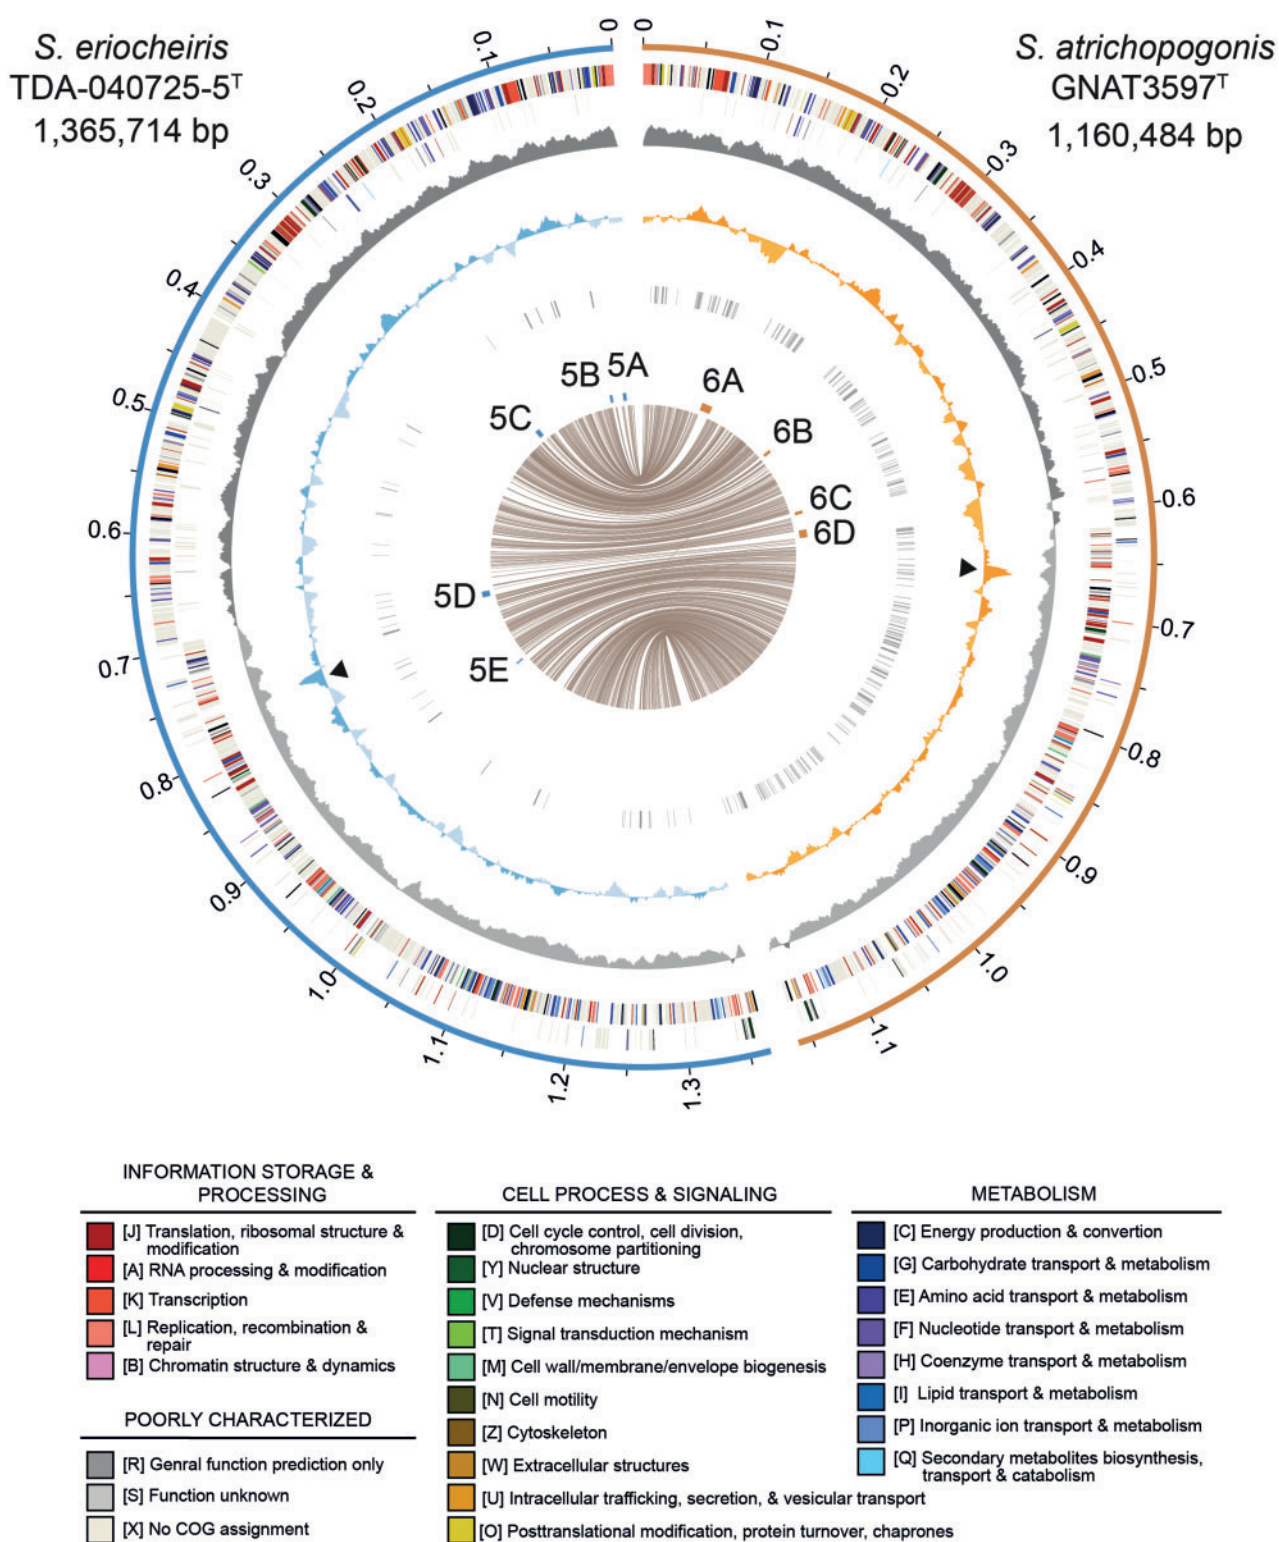 S. eriocheiris
TDA-040725-5ᵀ
1,365,714 bp
S. atrichopogonis
GNAT3597ᵀ
1,160,484 bp
0
0.1
0.2
0.3
0.4
0.5
0.6
0.7
0.8
0.9
1.0
1.1
1.2
1.3
0
0.1
0.2
0.3
0.4
0.5
0.6
0.7
0.8
0.9
1.0
1.1
5A
5B
5C
5D
5E
6A
6B
6C
6D
INFORMATION STORAGE &
PROCESSING
[J] Translation, ribosomal structure &
modification
[A] RNA processing & modification
[K] Transcription
[L] Replication, recombination &
repair
[B] Chromatin structure & dynamics
POORLY CHARACTERIZED
[R] Genral function prediction only
[S] Function unknown
[X] No COG assignment
CELL PROCESS & SIGNALING
[D] Cell cycle control, cell division,
chromosome partitioning
[Y] Nuclear structure
[V] Defense mechanisms
[T] Signal transduction mechanism
[M] Cell wall/membrane/envelope biogenesis
[N] Cell motility
[Z] Cytoskeleton
[W] Extracellular structures
[U] Intracellular trafficking, secretion, & vesicular transport
[O] Posttranslational modification, protein turnover, chaprones
METABOLISM
[C] Energy production & convertion
[G] Carbohydrate transport & metabolism
[E] Amino acid transport & metabolism
[F] Nucleotide transport & metabolism
[H] Coenzyme transport & metabolism
[I] Lipid transport & metabolism
[P] Inorganic ion transport & metabolism
[Q] Secondary metabolites biosynthesis,
transport & catabolism